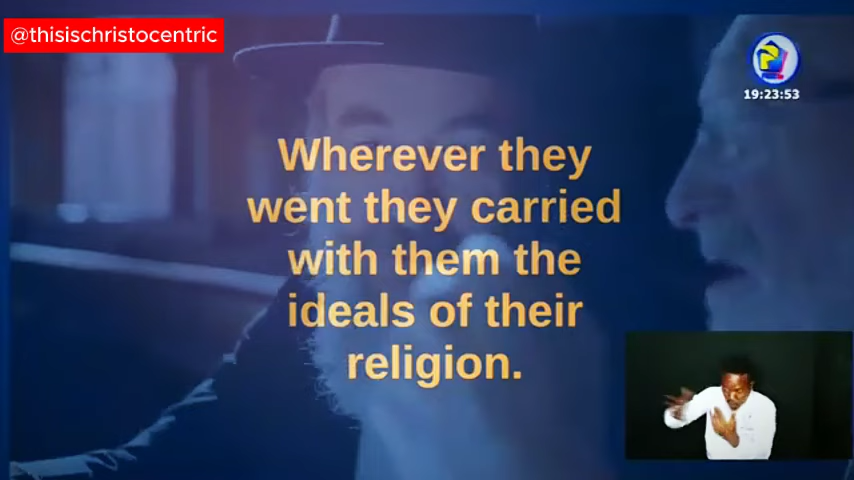 @thisischristocentric
19:23:53
Wherever they
went they carried
with them the
ideals of their
religion.